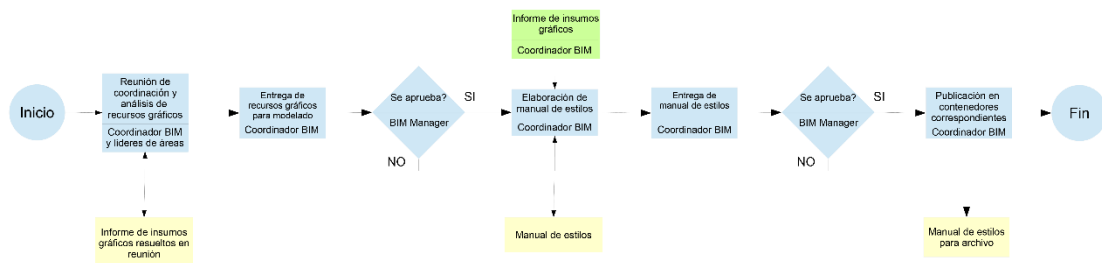 Informe de insumos
gráficos
Coordinador BIM
Inicio
Reunión de
coordinación y
análisis de
recursos gráficos
Coordinador BIM
y lideres de áreas
Entrega de
recursos gráficos
para modelado
Coordinador BIM
Se aprueba?
BIM Manager
SI
NO
Elaboración de
manual de estilos
Coordinador BIM
Entrega de
manual de estilos
Coordinador BIM
Se aprueba?
BIM Manager
SI
NO
Publicación en
contenedores
correspondientes
Coordinador BIM
Fin
Informe de insumos
gráficos resueltos en
reunión
Manual de estilos
Manual de estilos
para archivo